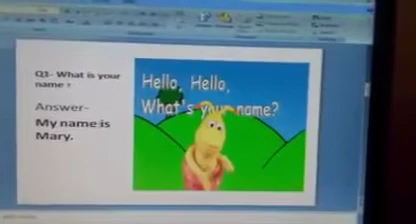 Q1- What is your
name ?
Answer-
My name is
Mary.
Hello, Hello,
What's your name?